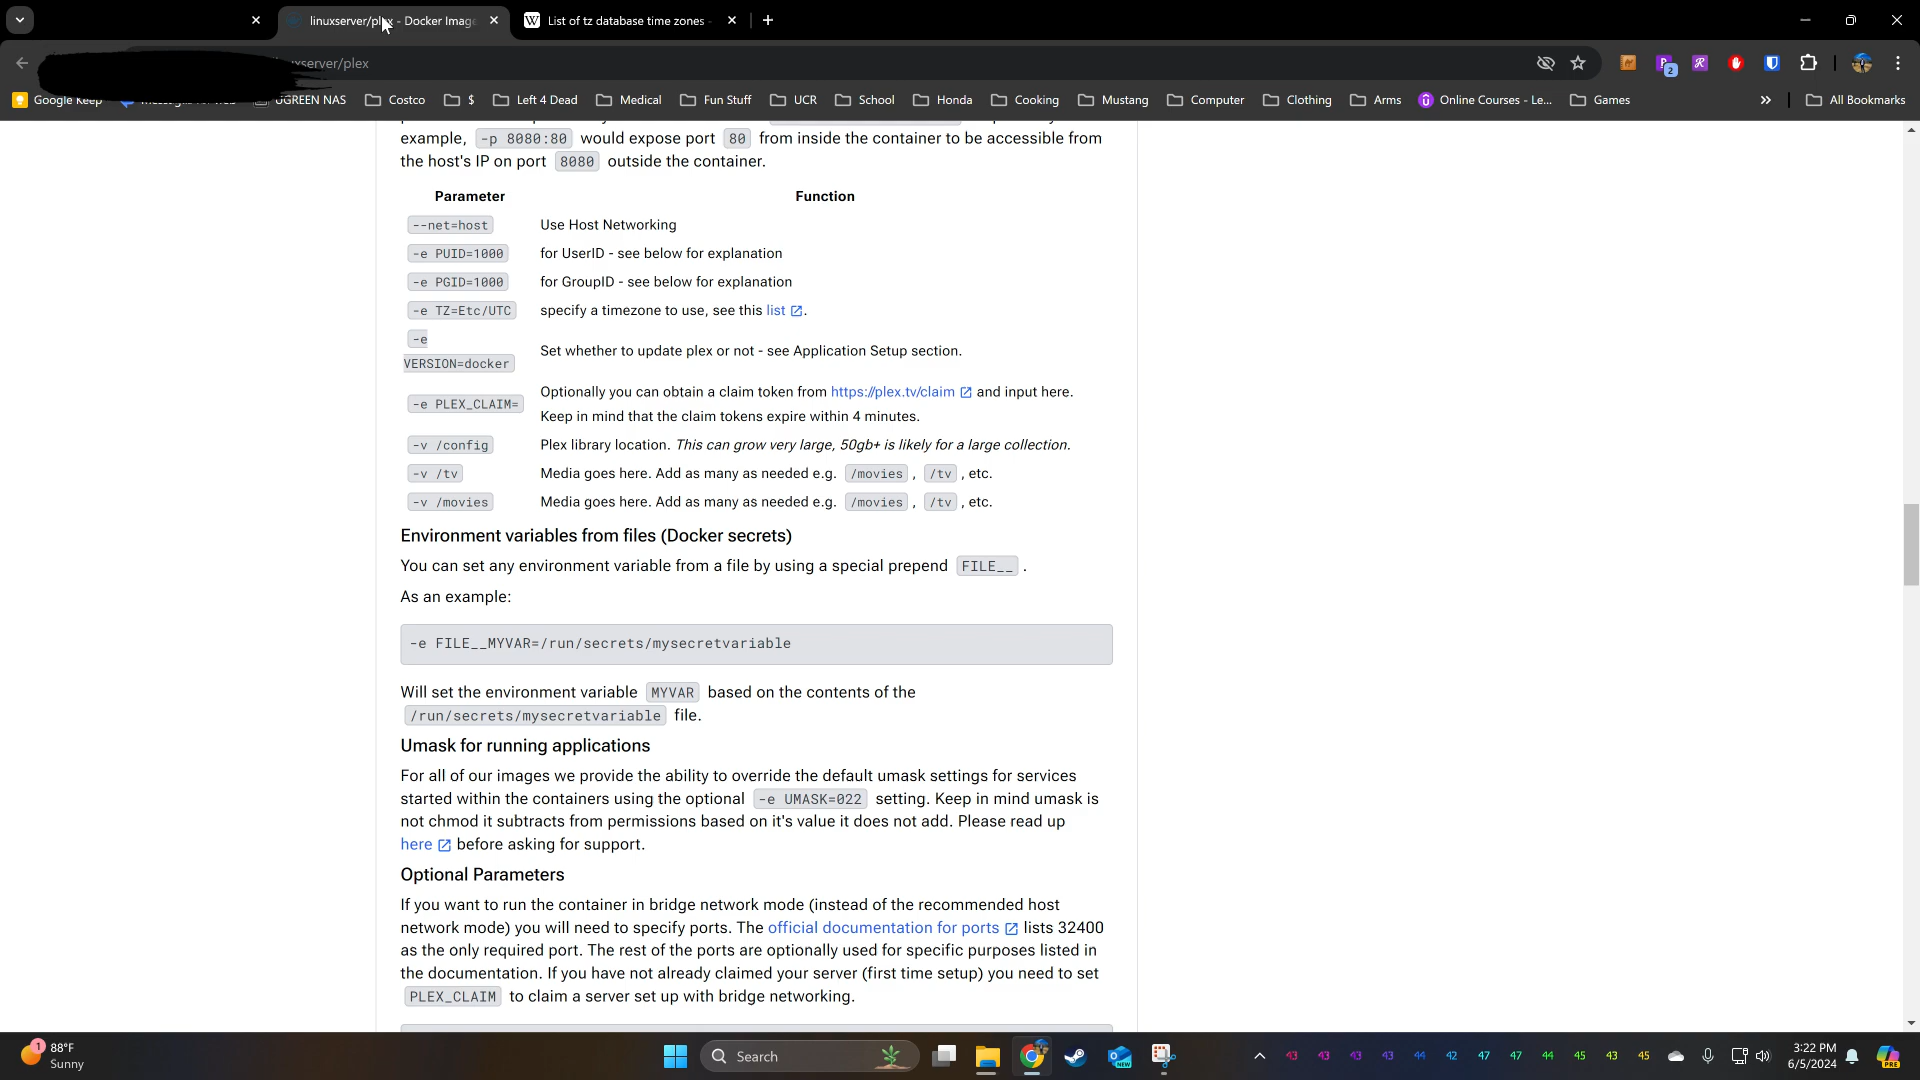 linuxserver/plex - Docker Image
List of tz database time zones -
xserver/plex
2
Google Keep
UGREEN NAS
Costco
$
Left 4 Dead
Medical
Fun Stuff
UCR
School
Honda
Cooking
Mustang
Computer
Clothing
Arms
Online Courses - Le...
Games
All Bookmarks
example, -p 8080:80 would expose port 80 from inside the container to be accessible from
the host's IP on port 8080 outside the container.
Parameter Function
--net=host Use Host Networking
-e PUID=1000 for UserID - see below for explanation
-e PGID=1000 for GroupID - see below for explanation
-e TZ=Etc/UTC specify a timezone to use, see this list .
-e
VERSION=docker Set whether to update plex or not - see Application Setup section.
-e PLEX_CLAIM= Optionally you can obtain a claim token from https://plex.tv/claim and input here.
Keep in mind that the claim tokens expire within 4 minutes.
-v /config Plex library location. This can grow very large, 50gb+ is likely for a large collection.
-v /tv Media goes here. Add as many as needed e.g. /movies , /tv , etc.
-v /movies Media goes here. Add as many as needed e.g. /movies , /tv , etc.
Environment variables from files (Docker secrets)
You can set any environment variable from a file by using a special prepend FILE__ .
As an example:
-e FILE__MYVAR=/run/secrets/mysecretvariable
Will set the environment variable MYVAR based on the contents of the
/run/secrets/mysecretvariable file.
Umask for running applications
For all of our images we provide the ability to override the default umask settings for services
started within the containers using the optional -e UMASK=022 setting. Keep in mind umask is
not chmod it subtracts from permissions based on it's value it does not add. Please read up
here before asking for support.
Optional Parameters
If you want to run the container in bridge network mode (instead of the recommended host
network mode) you will need to specify ports. The official documentation for ports lists 32400
as the only required port. The rest of the ports are optionally used for specific purposes listed in
the documentation. If you have not already claimed your server (first time setup) you need to set
PLEX_CLAIM to claim a server set up with bridge networking.
1
88°F
Sunny
Search
NEW
43 43 43 43 44 42 47 47 44 45 43 45
3:22 PM
6/5/2024
PRE